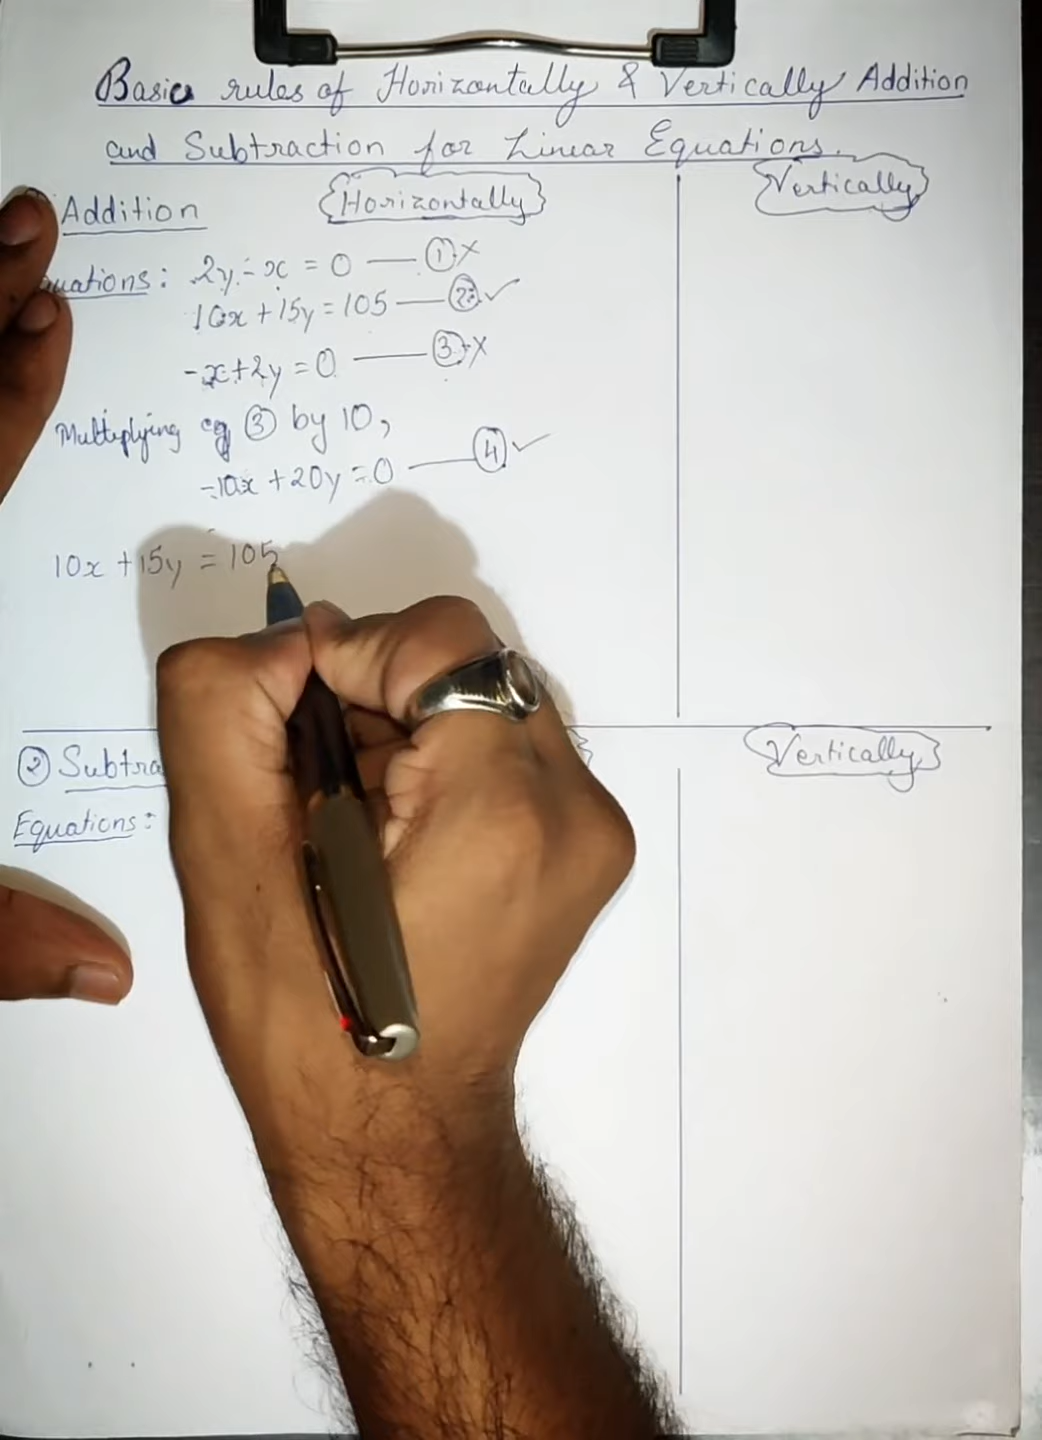 Basic rules of Horizontally & Vertically Addition
and Subtraction for Linear Equations.
Addition
Horizontally
Vertically
uations: 2y - x = 0 — ① ×
10x + 15y = 105 — ② ✓
-x + 2y = 0 — ③ ×
Multiplying eq ③ by 10,
-10x + 20y = 0 — ④ ✓
10x + 15y = 105
② Subtra
Vertically
Equations: